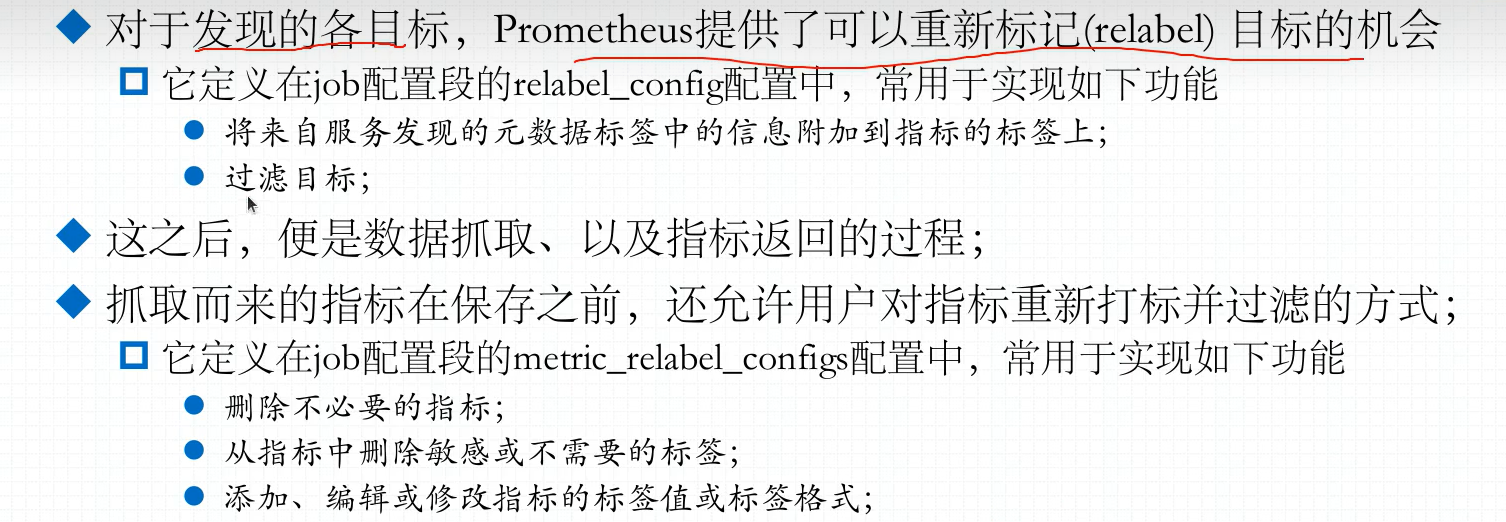 对于发现的各目标，Prometheus提供了可以重新标记(relabel) 目标的机会
它定义在job配置段的relabel_config配置中，常用于实现如下功能
将来自服务发现的元数据标签中的信息附加到指标的标签上；
过滤目标；
这之后，便是数据抓取、以及指标返回的过程；
抓取而来的指标在保存之前，还允许用户对指标重新打标并过滤的方式；
它定义在job配置段的metric_relabel_configs配置中，常用于实现如下功能
删除不必要的指标；
从指标中删除敏感或不需要的标签；
添加、编辑或修改指标的标签值或标签格式；